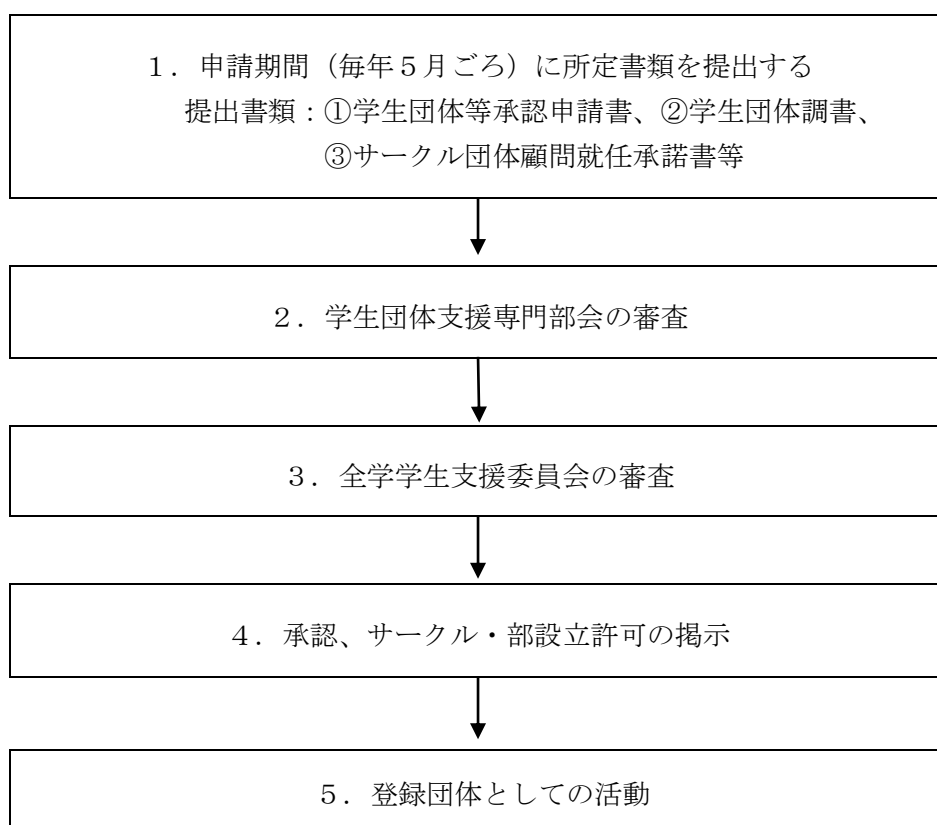 １．申請期間（毎年５月ごろ）に所定書類を提出する
提出書類：①学生団体等承認申請書、②学生団体調書、
③サークル団体顧問就任承諾書等
２．学生団体支援専門部会の審査
３．全学学生支援委員会の審査
４．承認、サークル・部設立許可の掲示
５．登録団体としての活動